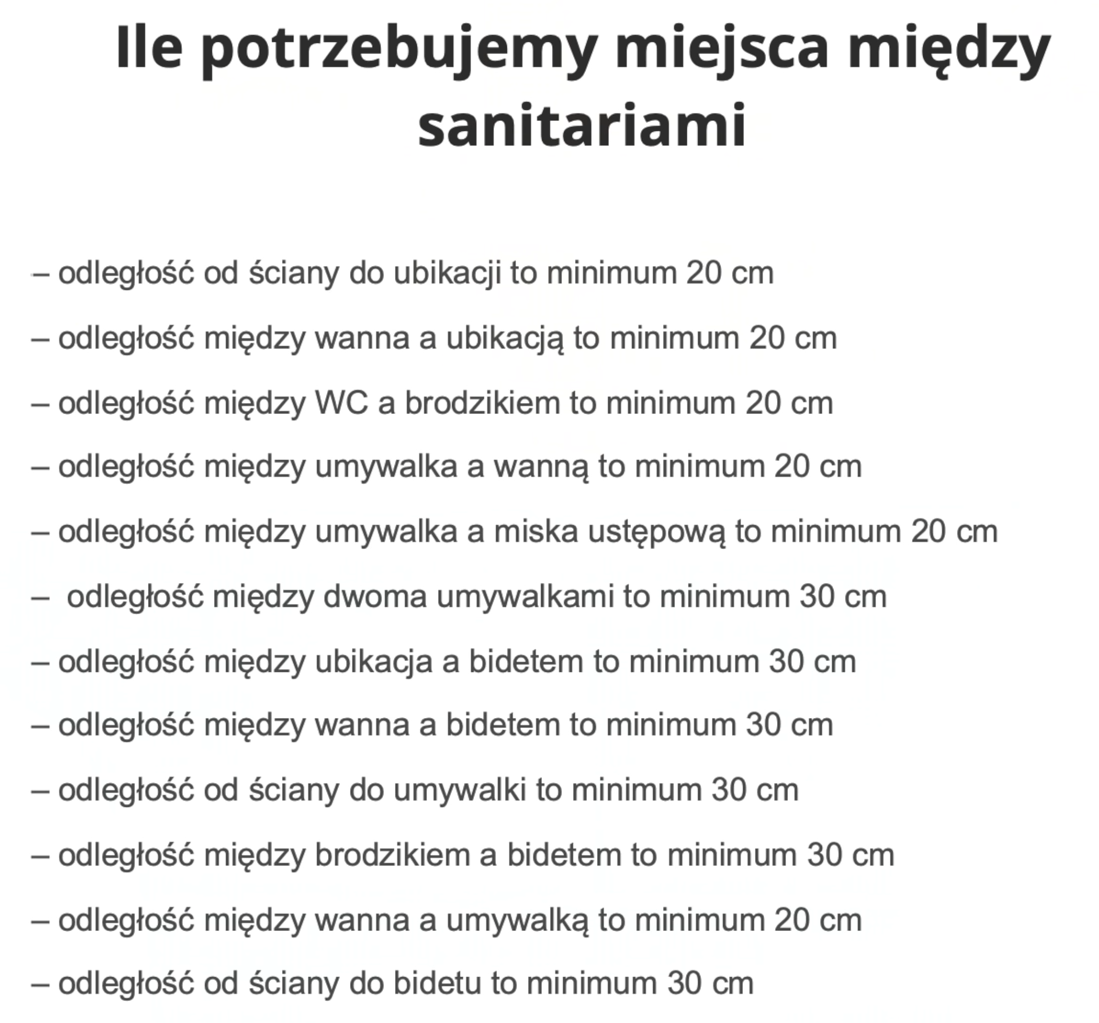 Ile potrzebujemy miejsca między
sanitariami
– odległość od ściany do ubikacji to minimum 20 cm
– odległość między wanna a ubikacją to minimum 20 cm
– odległość między WC a brodzikiem to minimum 20 cm
– odległość między umywalka a wanną to minimum 20 cm
– odległość między umywalka a miska ustępową to minimum 20 cm
–  odległość między dwoma umywalkami to minimum 30 cm
– odległość między ubikacja a bidetem to minimum 30 cm
– odległość między wanna a bidetem to minimum 30 cm
– odległość od ściany do umywalki to minimum 30 cm
– odległość między brodzikiem a bidetem to minimum 30 cm
– odległość między wanna a umywalką to minimum 20 cm
– odległość od ściany do bidetu to minimum 30 cm